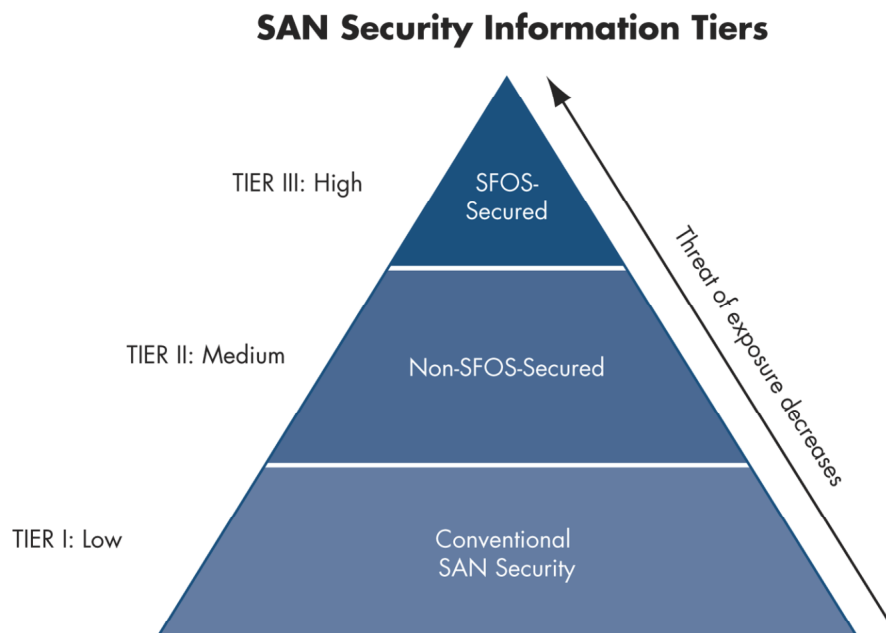 SAN Security Information Tiers
TIER III: High
SFOS-
Secured
Threat of exposure decreases
TIER II: Medium
Non-SFOS-Secured
TIER I: Low
Conventional
SAN Security